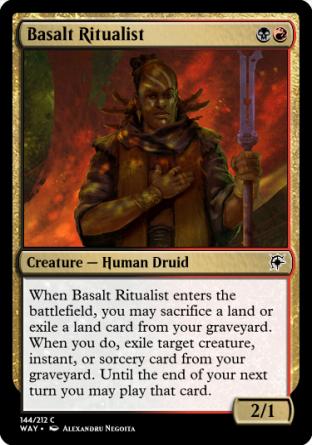 Basalt Ritualist
Creature — Human Druid
When Basalt Ritualist enters the
battlefield, you may sacrifice a land or
exile a land card from your graveyard.
When you do, exile target creature,
instant, or sorcery card from your
graveyard. Until the end of your next
turn you may play that card.
2/1
144/212 C
WAY • Alexandru Negoita